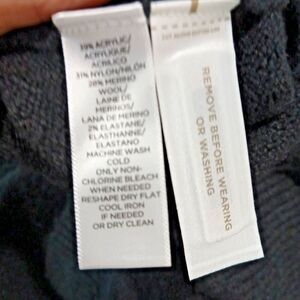 ACRYLIC/
ACRYLIQUE/
ACRILICO
31% NYLON/NILÓN
20% MERINO
WOOL/
LAINE DE
MERINOS/
LANA DE MERINO
2% ELASTANE/
ELASTHANNE/
ELASTANO
MACHINE WASH
COLD
ONLY NON-
CHLORINE BLEACH
WHEN NEEDED
RESHAPE DRY FLAT
COOL IRON
IF NEEDED
OR DRY CLEAN
REMOVE BEFORE WEARING
OR WASHING